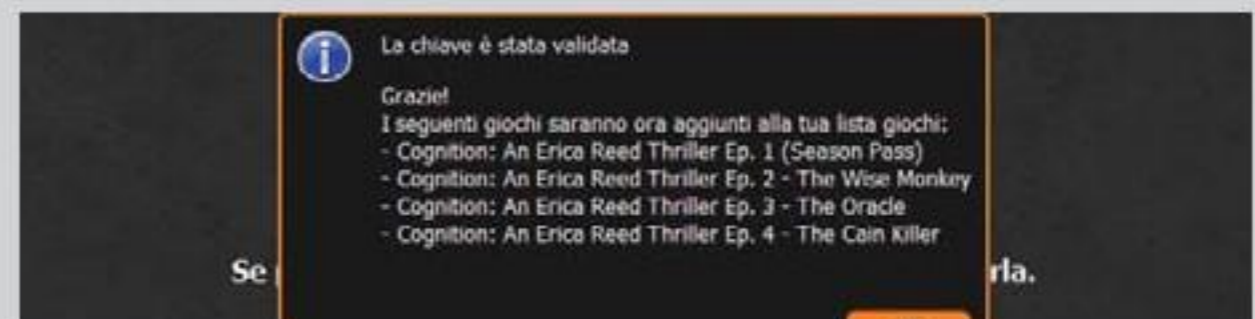 La chiave è stata validata
Grazie!
I seguenti giochi saranno ora aggiunti alla tua lista giochi:
- Cognition: An Erica Reed Thriller Ep. 1 (Season Pass)
- Cognition: An Erica Reed Thriller Ep. 2 - The Wise Monkey
- Cognition: An Erica Reed Thriller Ep. 3 - The Oracle
- Cognition: An Erica Reed Thriller Ep. 4 - The Cain Killer
Se